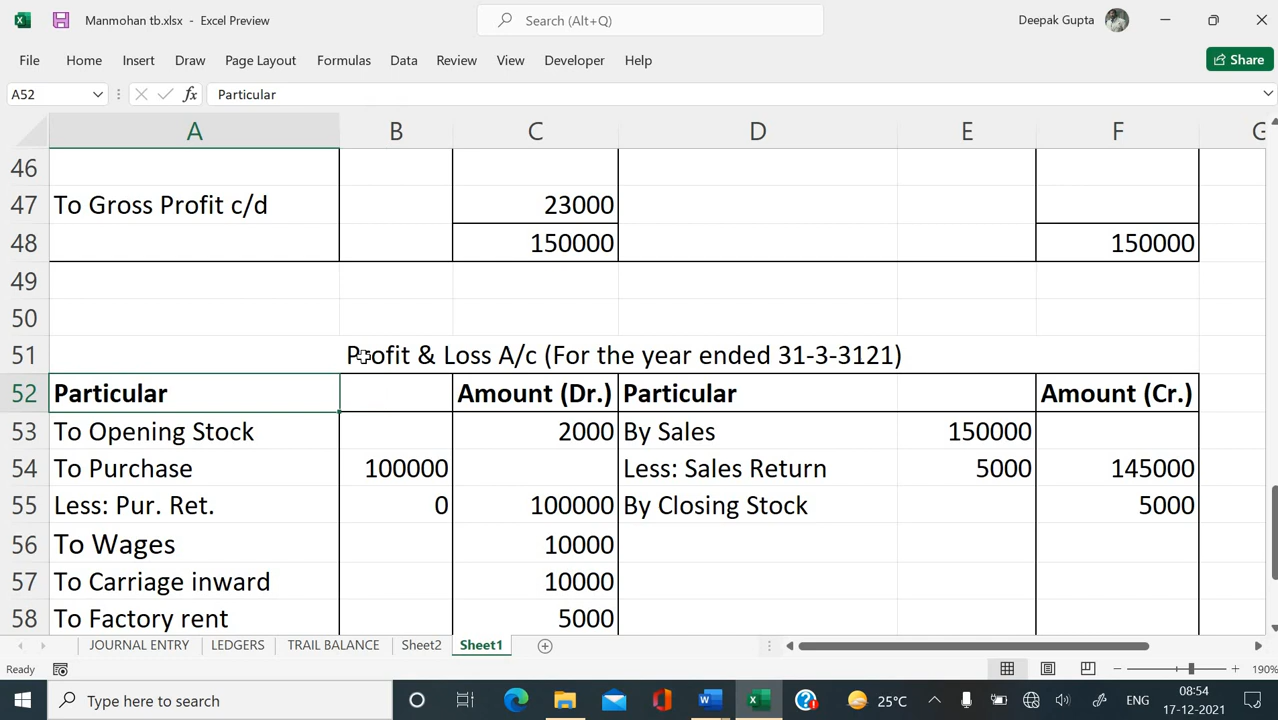 Manmohan tb.xlsx - Excel Preview
Search (Alt+Q)
Deepak Gupta
File Home Insert Draw Page Layout Formulas Data Review View Developer Help
Share
A52
fx Particular
A B C D E F G
46
47 To Gross Profit c/d 23000
48 150000 150000
49
50
51 Profit & Loss A/c (For the year ended 31-3-3121)
52 Particular Amount (Dr.) Particular Amount (Cr.)
53 To Opening Stock 2000 By Sales 150000
54 To Purchase 100000 Less: Sales Return 5000 145000
55 Less: Pur. Ret. 0 100000 By Closing Stock 5000
56 To Wages 10000
57 To Carriage inward 10000
58 To Factory rent 5000
JOURNAL ENTRY LEDGERS TRAIL BALANCE Sheet2 Sheet1
Ready 190%
Type here to search
25°C
ENG
08:54
17-12-2021